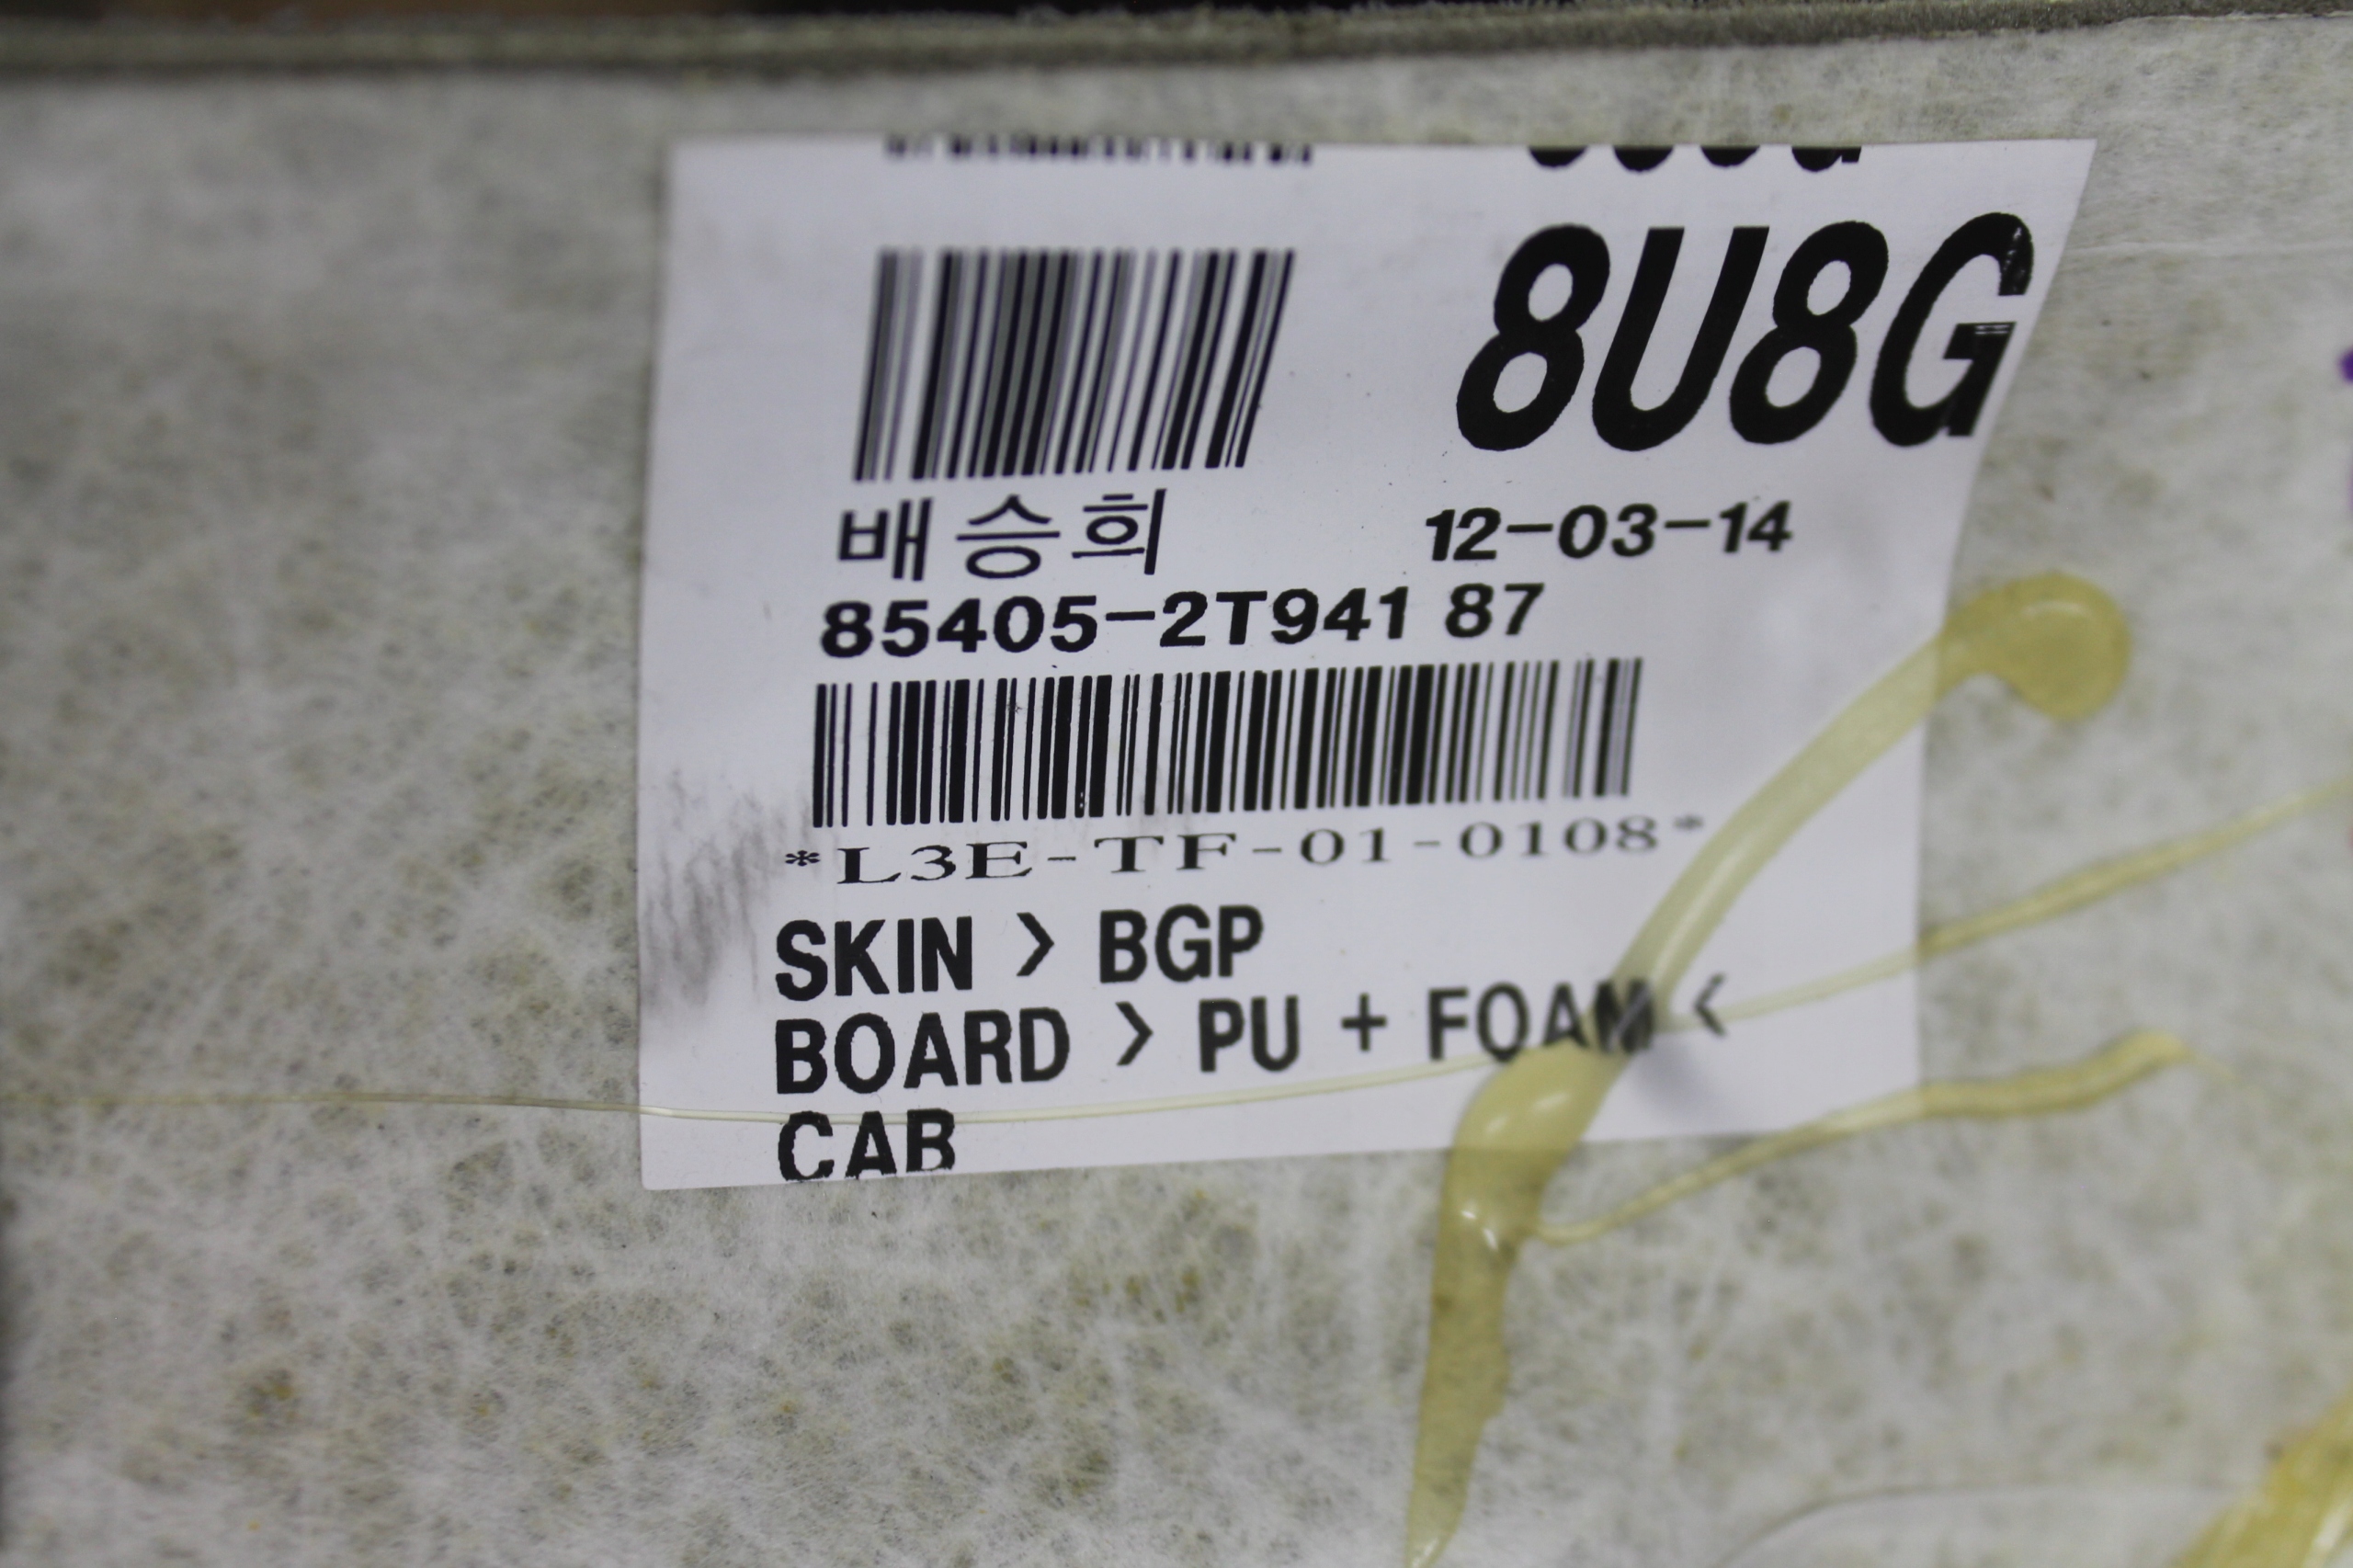 8U8G
배승희 12-03-14
85405-2T941 87
*L3E-TF-01-0108*
SKIN > BGP
BOARD > PU + FOAM <
CAB